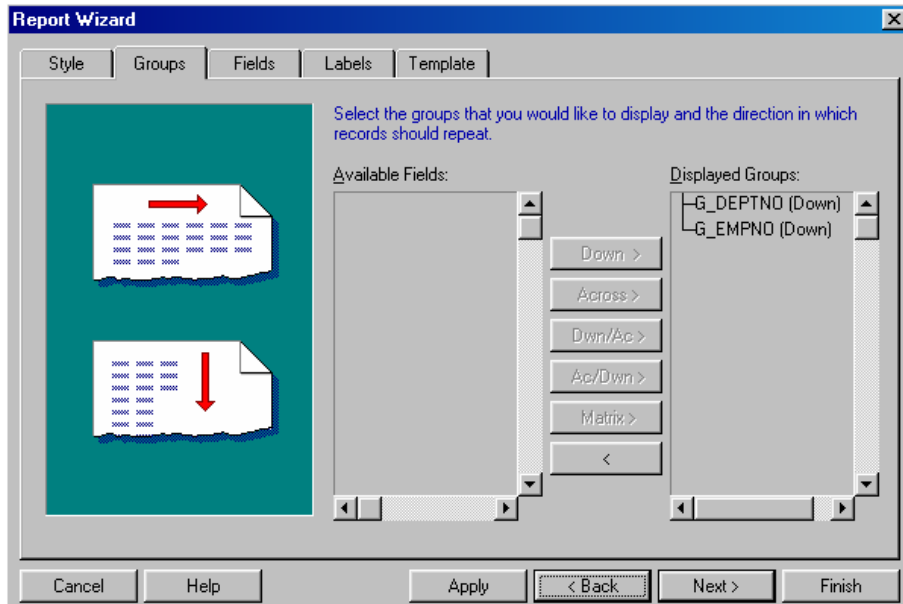 Report Wizard
Style Groups Fields Labels Template
Select the groups that you would like to display and the direction in which
records should repeat.
Available Fields:
Displayed Groups:
G_DEPTNO (Down)
G_EMPNO (Down)
Down >
Across >
Dwn/Ac >
Ac/Dwn >
Matrix >
<
Cancel Help Apply < Back Next > Finish